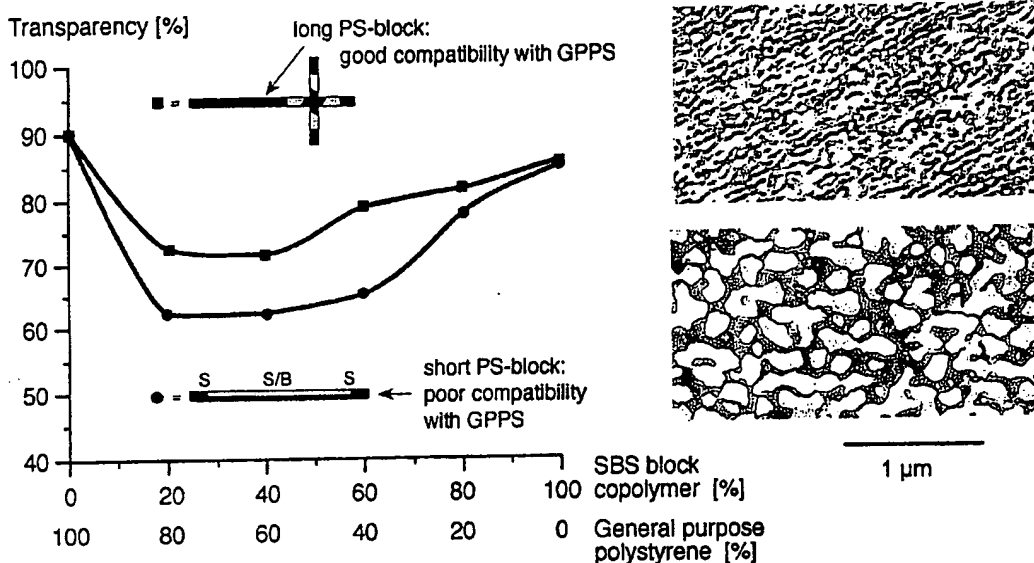 Transparency [%]
long PS-block:
good compatibility with GPPS
100
90
80
70
60
50
40
=
S S/B S
=
short PS-block:
poor compatibility
with GPPS
0 20 40 60 80 100
SBS block
copolymer [%]
100 80 60 40 20 0
General purpose
polystyrene [%]
1 µm